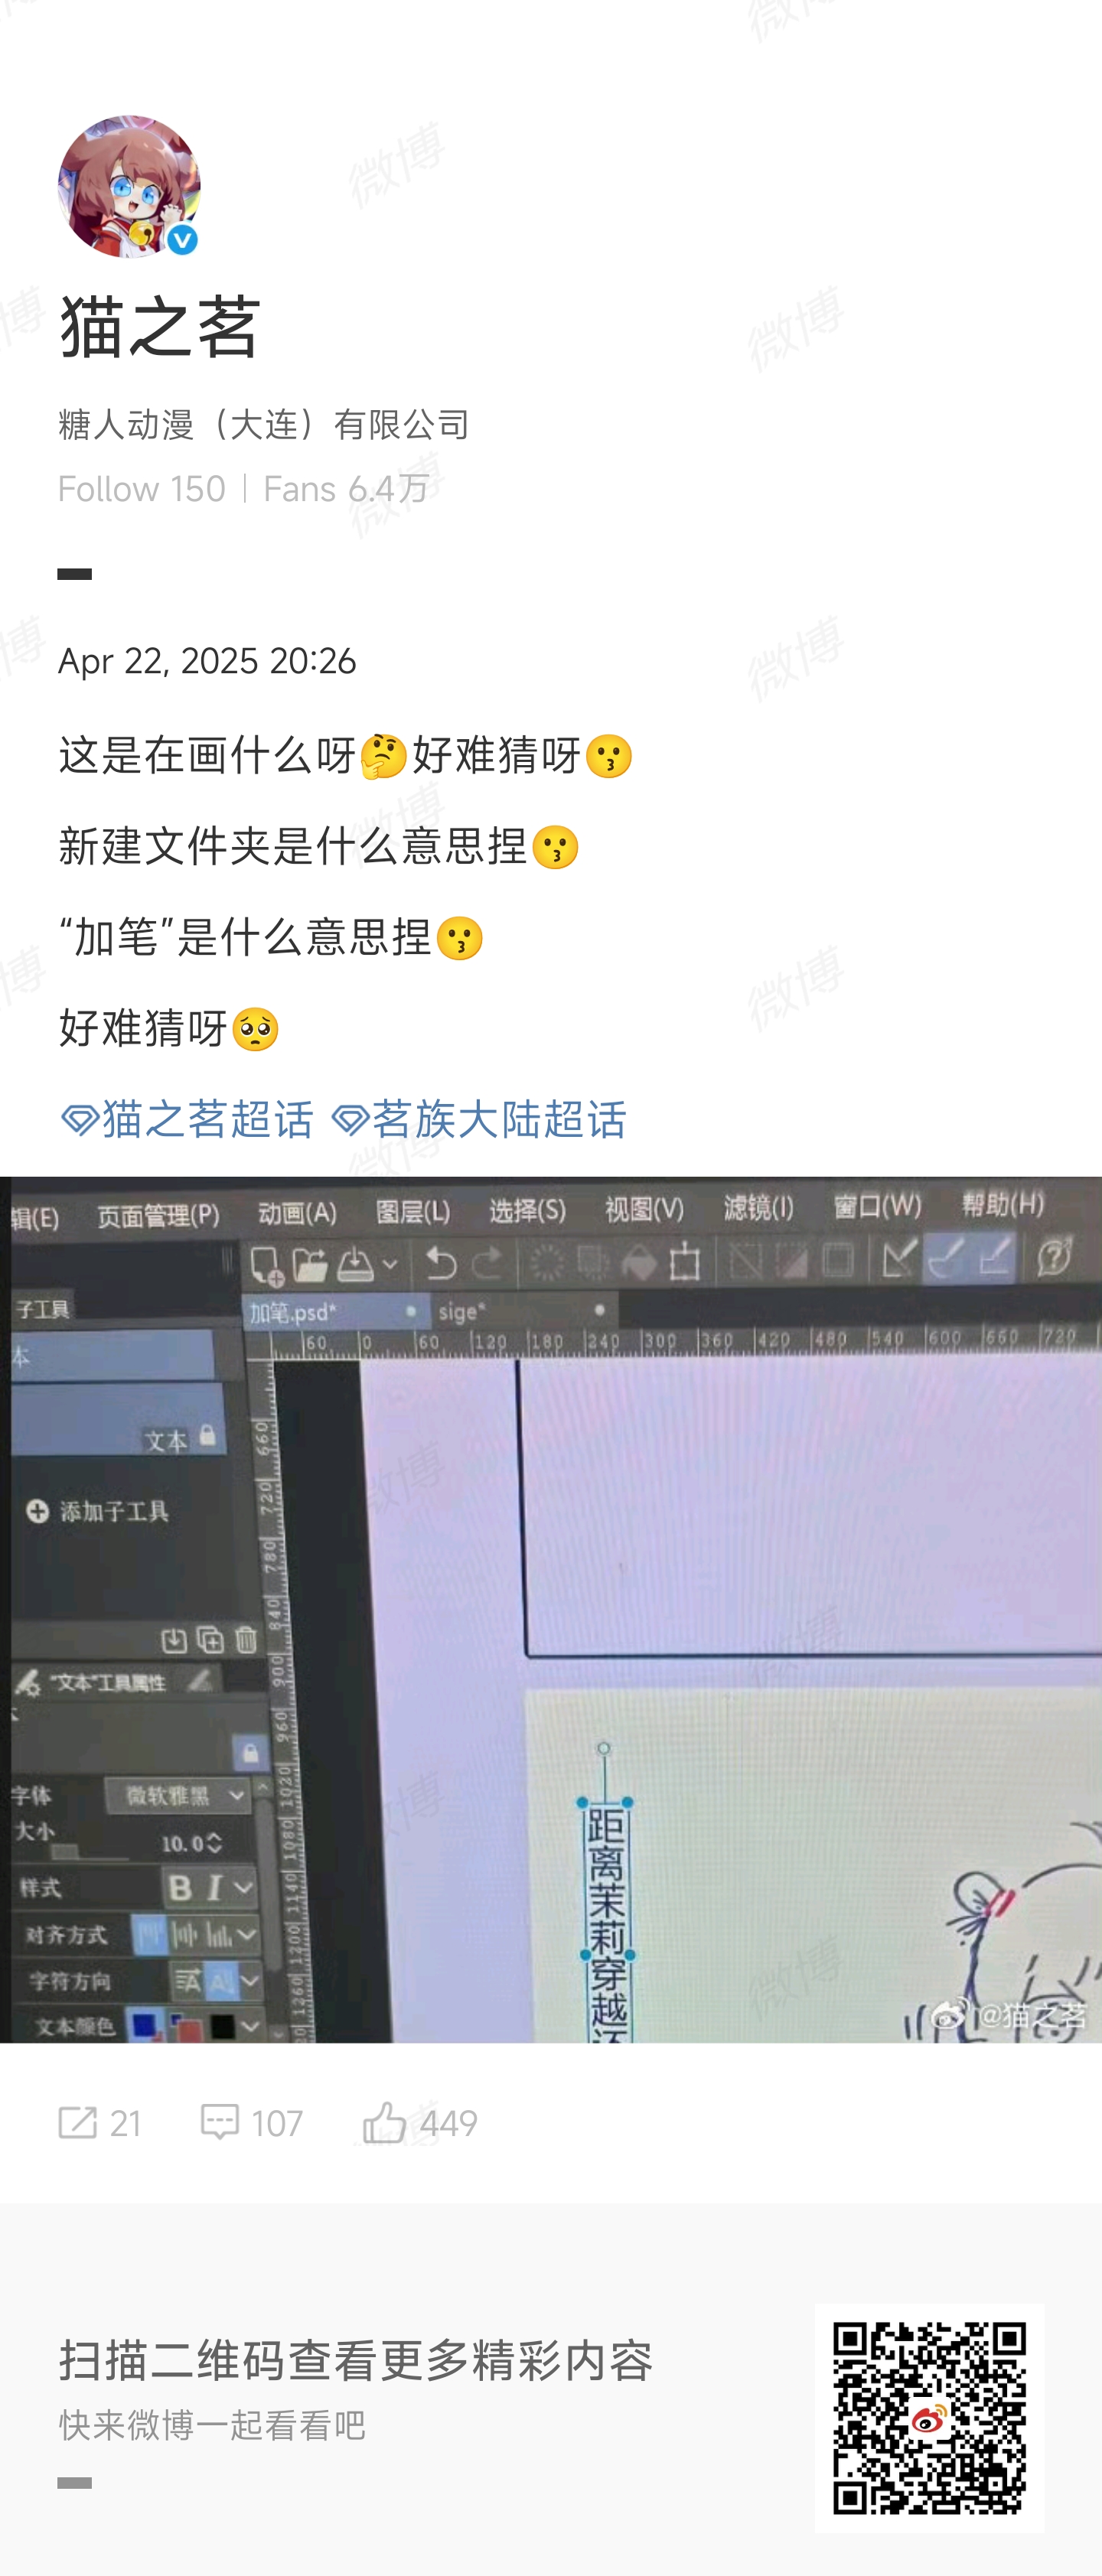 猫之茗
糖人动漫（大连）有限公司
Follow 150 | Fans 6.4万
Apr 22, 2025 20:26
这是在画什么呀🤔好难猜呀😗
新建文件夹是什么意思捏😗
“加笔”是什么意思捏😗
好难猜呀🥺
猫之茗超话 茗族大陆超话
辑(E) 页面管理(P) 动画(A) 图层(L) 选择(S) 视图(V) 滤镜(I) 窗口(W) 帮助(H)
子工具
加笔.psd* sige*
60 0 60 120 180 240 300 360 420 480 540 600 660 720
本
文本
添加子工具
660 720 780 840 900 960 1020 1080 1140 1200 1260
"文本"工具属性
字体 微软雅黑
大小 10.0
样式 B I
对齐方式
字符方向
文本颜色
距离茉莉穿越还
@猫之茗
21 107 449
扫描二维码查看更多精彩内容
快来微博一起看看吧
微博